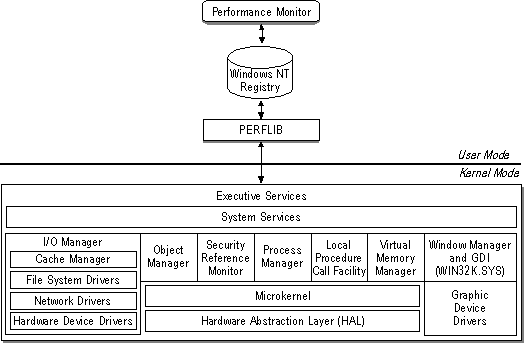 Performance Monitor
Windows NT
Registry
PERFLIB
User Mode
Kernal Mode
Executive Services
System Services
I/O Manager
Cache Manager
File System Drivers
Network Drivers
Hardware Device Drivers
Object
Manager
Security
Reference
Monitor
Process
Manager
Local
Procedure
Call Facility
Virtual
Memory
Manager
Window Manager
and GDI
(WIN32K.SYS)
Microkernel
Hardware Abstraction Layer (HAL)
Graphic
Device
Drivers